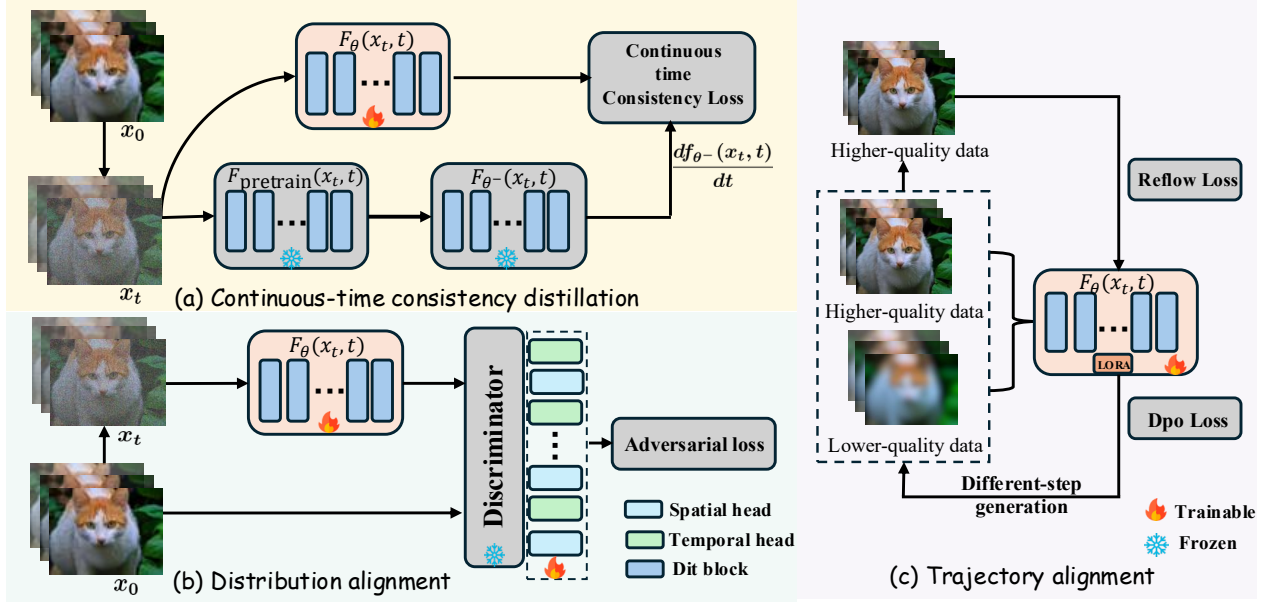 F_θ(x_t, t)
Continuous
time
Consistency Loss
x_0
F_pretrain(x_t, t)
F_θ⁻(x_t, t)
df_θ⁻(x_t, t)
dt
x_t
(a) Continuous-time consistency distillation
F_θ(x_t, t)
x_t
Discriminator
Adversarial loss
Spatial head
Temporal head
Dit block
x_0
(b) Distribution alignment
Higher-quality data
Reflow Loss
F_θ(x_t, t)
Higher-quality data
LORA
Dpo Loss
Lower-quality data
Different-step
generation
Trainable
Frozen
(c) Trajectory alignment